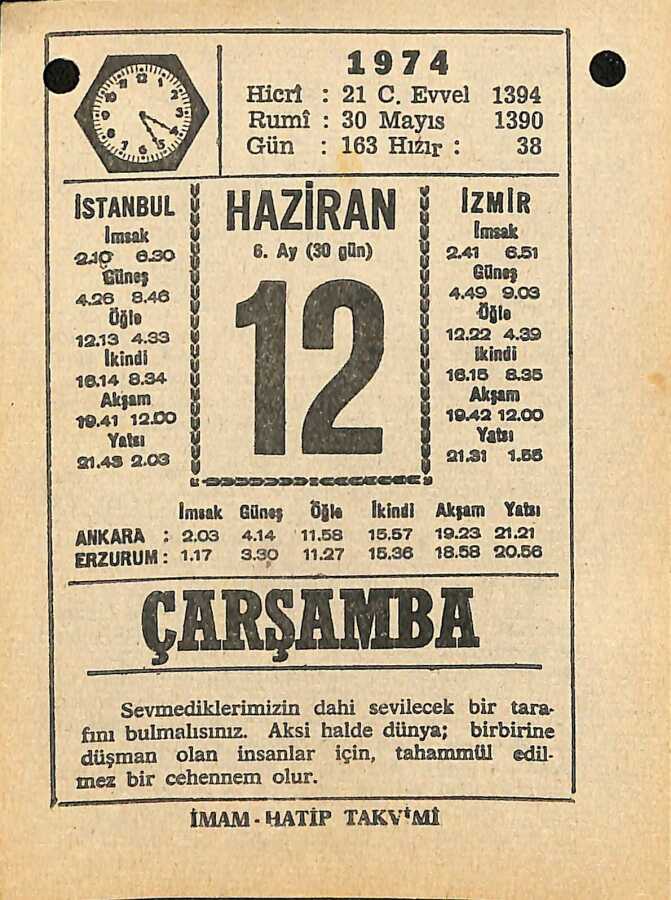 1974
Hicrî : 21 C. Evvel 1394
Rumî : 30 Mayıs 1390
Gün : 163 Hızır : 38
İSTANBUL
İmsak
2.10 6.30
Güneş
4.26 8.46
Öğle
12.13 4.33
İkindi
16.14 8.34
Akşam
19.41 12.00
Yatsı
21.43 2.03
HAZİRAN
6. Ay (30 gün)
12
İZMİR
İmsak
2.41 6.51
Güneş
4.49 9.03
Öğle
12.22 4.39
İkindi
16.15 8.35
Akşam
19.42 12.00
Yatsı
21.31 1.55
İmsak Güneş Öğle İkindi Akşam Yatsı
ANKARA : 2.03 4.14 11.58 15.57 19.23 21.21
ERZURUM : 1.17 3.30 11.27 15.36 18.58 20.56
ÇARŞAMBA
Sevmediklerimizin dahi sevilecek bir tara-
fını bulmalısınız. Aksi halde dünya; birbirine
düşman olan insanlar için, tahammül edil-
mez bir cehennem olur.
İMAM - HATİP TAKVİMİ